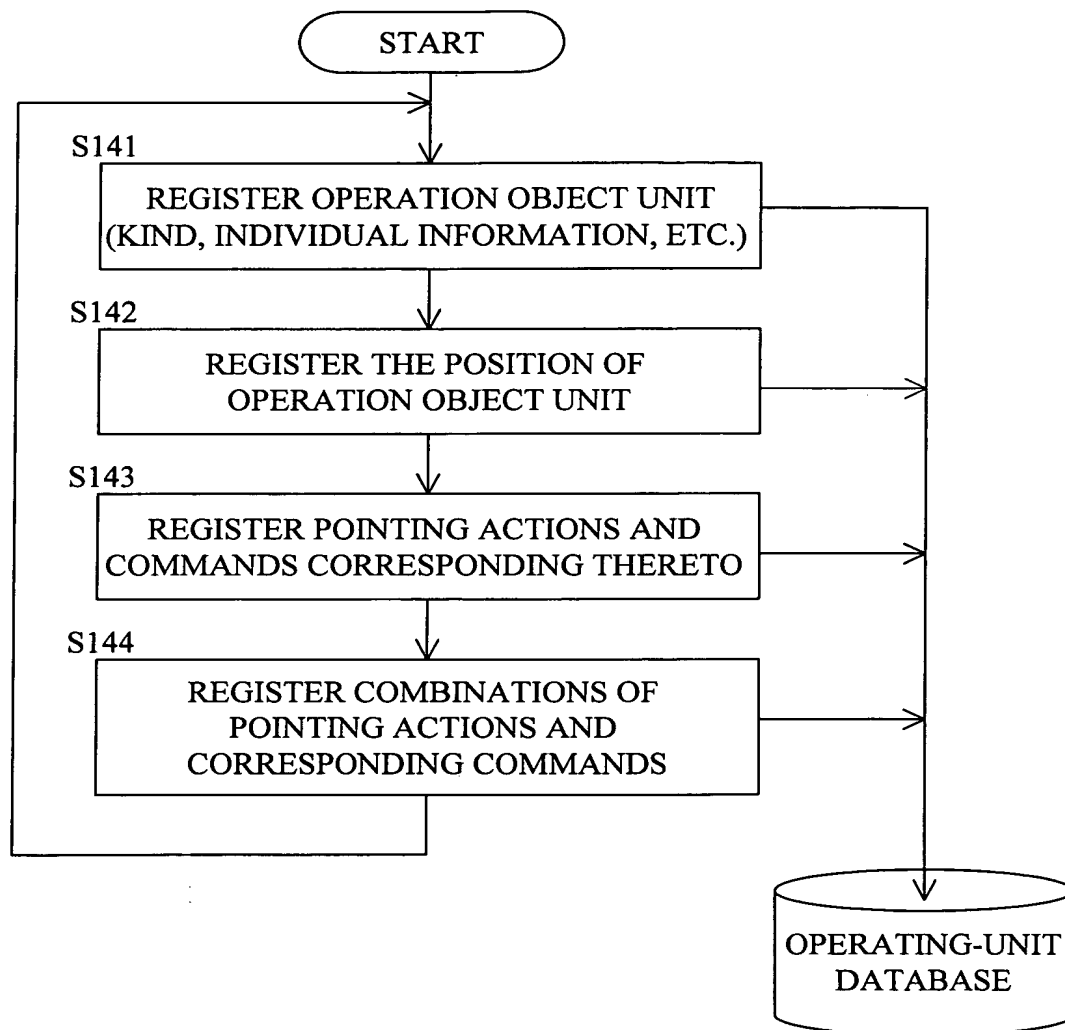 START
S141
REGISTER OPERATION OBJECT UNIT
(KIND, INDIVIDUAL INFORMATION, ETC.)
S142
REGISTER THE POSITION OF
OPERATION OBJECT UNIT
S143
REGISTER POINTING ACTIONS AND
COMMANDS CORRESPONDING THERETO
S144
REGISTER COMBINATIONS OF
POINTING ACTIONS AND
CORRESPONDING COMMANDS
OPERATING-UNIT
DATABASE